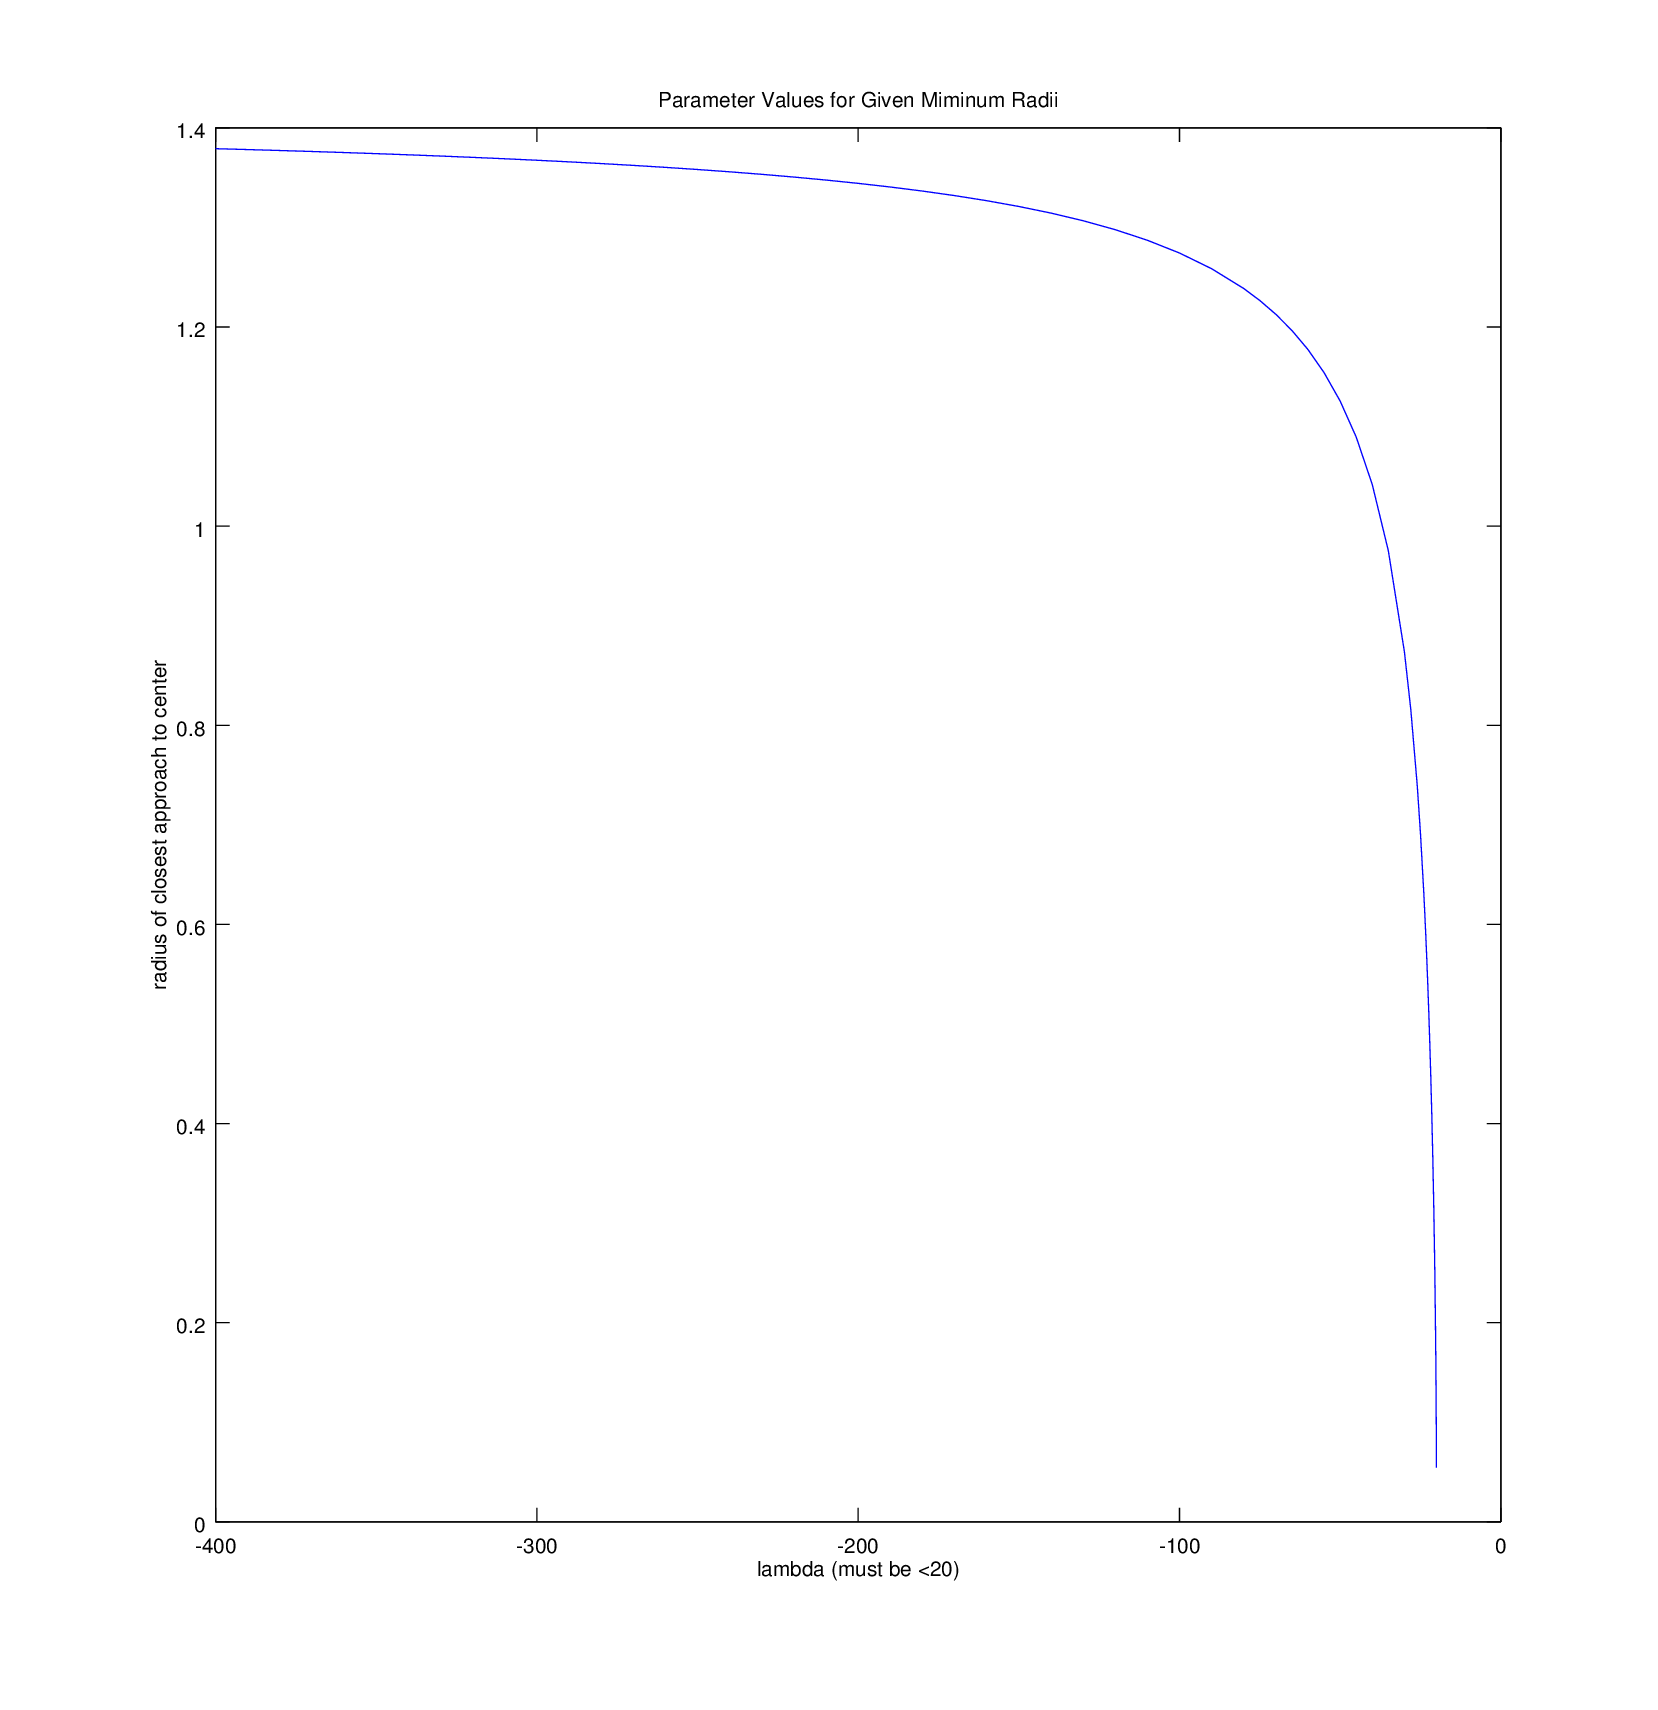 Parameter Values for Given Miminum Radii
1.4
1.2
1
0.8
0.6
0.4
0.2
0
radius of closest approach to center
-400 -300 -200 -100 0
lambda (must be <20)